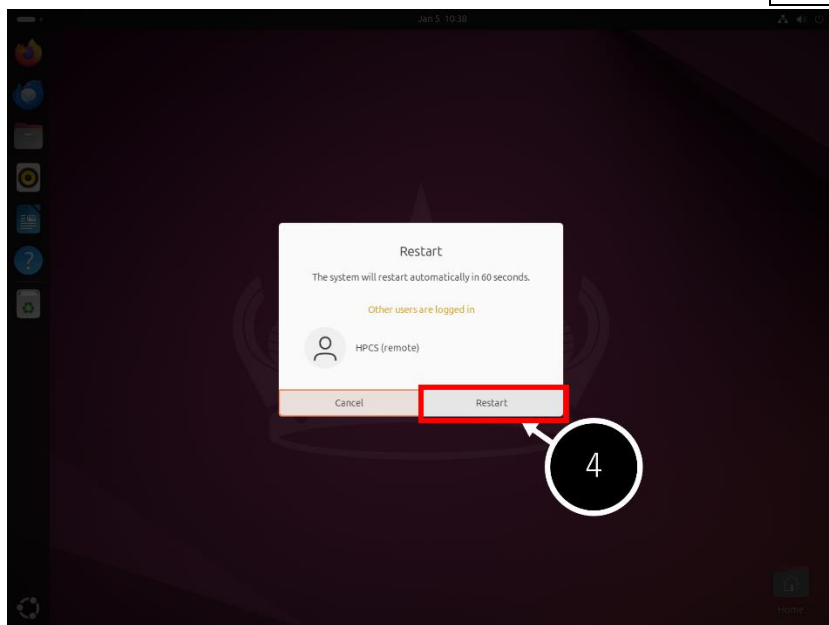 Jan 5 10:38
Restart
The system will restart automatically in 60 seconds.
Other users are logged in
HPCS (remote)
Cancel
Restart
4
?
Home